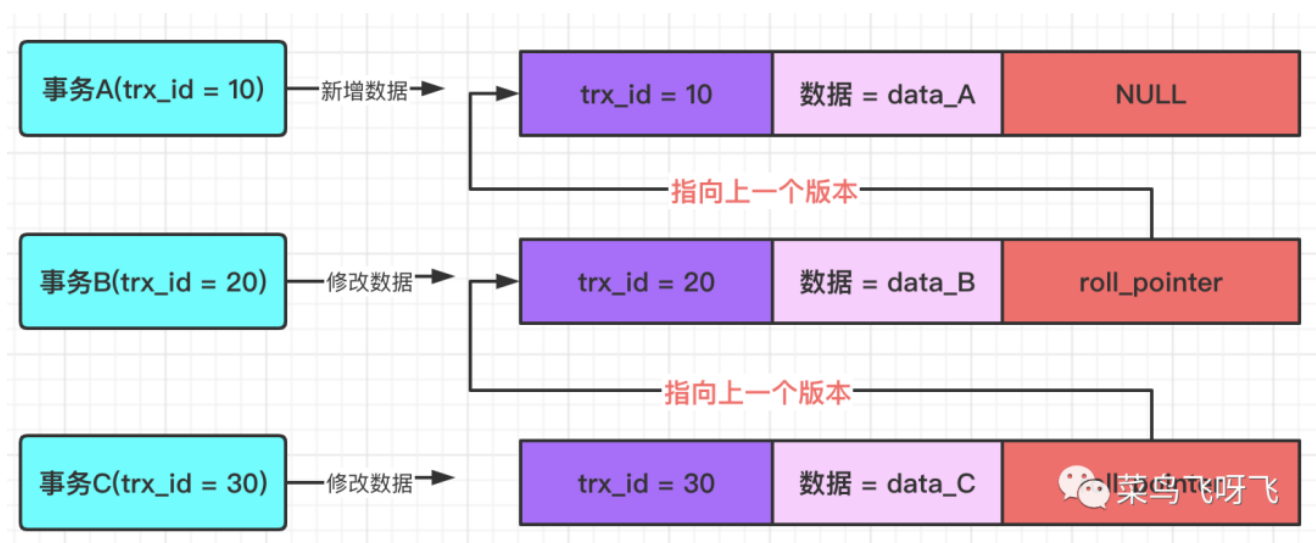 事务A(trx_id = 10)
新增数据
trx_id = 10
数据 = data_A
NULL
指向上一个版本
事务B(trx_id = 20)
修改数据
trx_id = 20
数据 = data_B
roll_pointer
指向上一个版本
事务C(trx_id = 30)
修改数据
trx_id = 30
数据 = data_C
roll_pointer
菜鸟飞呀飞